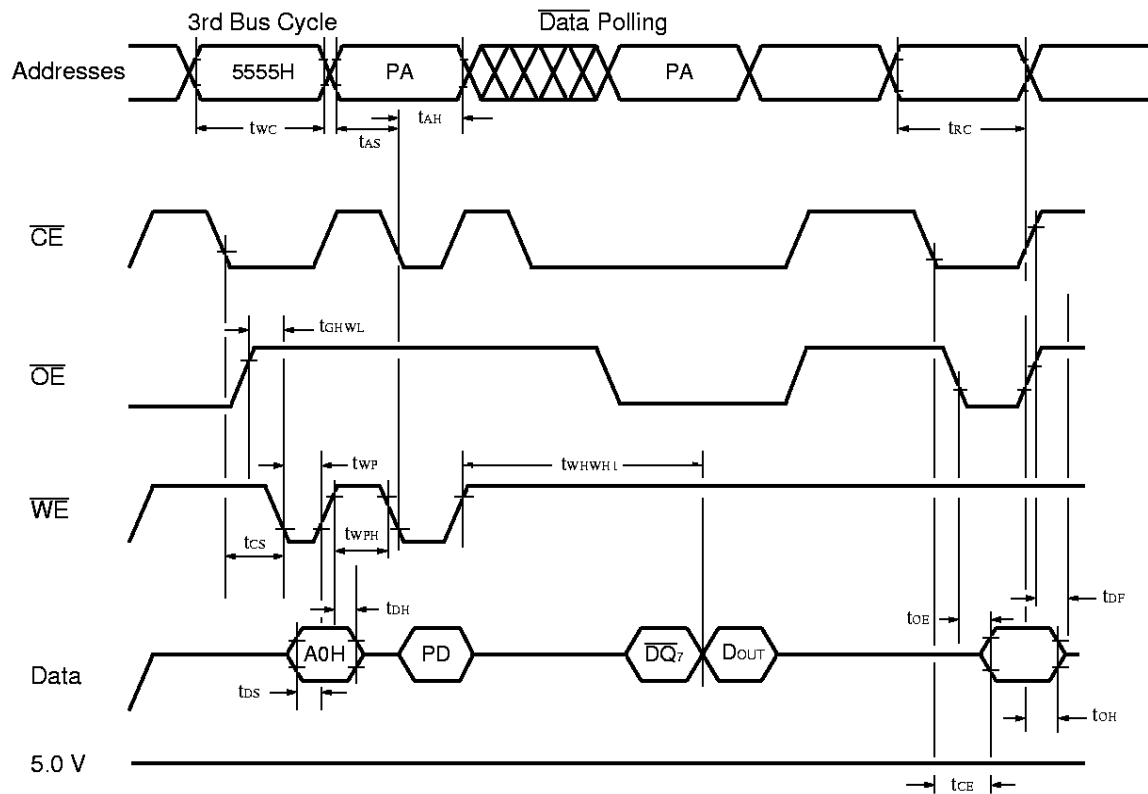 3rd Bus Cycle
Data Polling
Addresses
5555H
PA
PA
tWC
tAS
tAH
tRC
CE
tGHWL
OE
tWP
tWHWH1
WE
tCS
tWPH
tDH
tOE
tDF
Data
A0H
PD
DQ7
DOUT
tDS
tOH
5.0 V
tCE